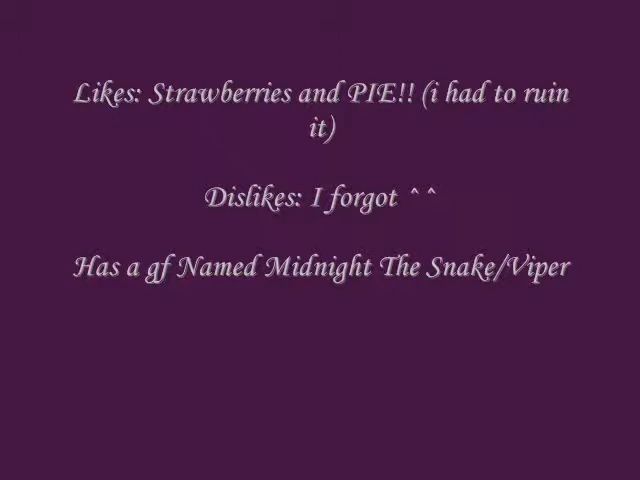 Likes: Strawberries and PIE!! (i had to ruin
it)
Dislikes: I forgot ^^
Has a gf Named Midnight The Snake/Viper